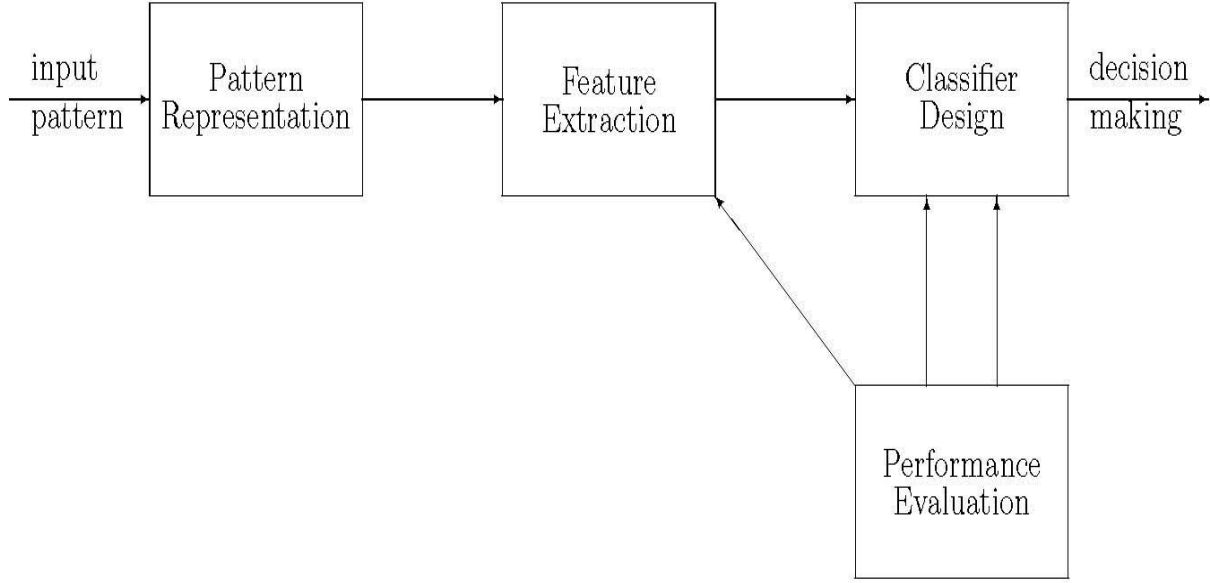 input
pattern
Pattern
Representation
Feature
Extraction
Classifier
Design
decision
making
Performance
Evaluation